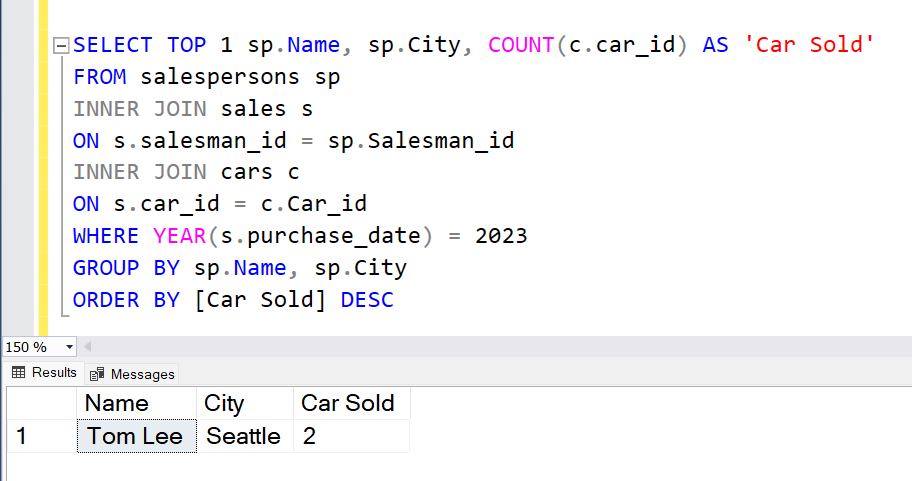 SELECT TOP 1 sp.Name, sp.City, COUNT(c.car_id) AS 'Car Sold'
FROM salespersons sp
INNER JOIN sales s
ON s.salesman_id = sp.Salesman_id
INNER JOIN cars c
ON s.car_id = c.Car_id
WHERE YEAR(s.purchase_date) = 2023
GROUP BY sp.Name, sp.City
ORDER BY [Car Sold] DESC
150 %
Results Messages
Name City Car Sold
1 Tom Lee Seattle 2